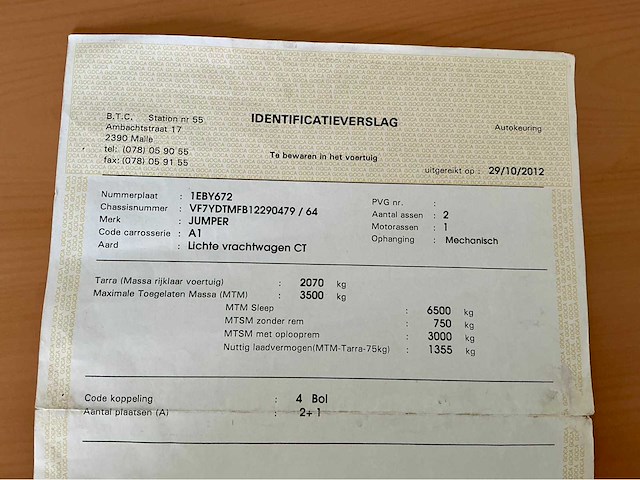 B.T.C. Station nr 55
Ambachtstraat 17
2390 Malle
tel: (078) 05 90 55
fax: (078) 05 91 55
IDENTIFICATIEVERSLAG
Te bewaren in het voertuig
Autokeuring
uitgereikt op : 29/10/2012
Nummerplaat : 1EBY672
Chassisnummer : VF7YDTMFB12290479 / 64
Merk : JUMPER
Code carrosserie : A1
Aard : Lichte vrachtwagen CT
PVG nr. :
Aantal assen : 2
Motorassen : 1
Ophanging : Mechanisch
Tarra (Massa rijklaar voertuig) : 2070 kg
Maximale Toegelaten Massa (MTM) : 3500 kg
MTM Sleep : 6500 kg
MTSM zonder rem : 750 kg
MTSM met oplooprem : 3000 kg
Nuttig laadvermogen(MTM-Tarra-75kg) : 1355 kg
Code koppeling : 4 Bol
Aantal plaatsen (A) : 2+1